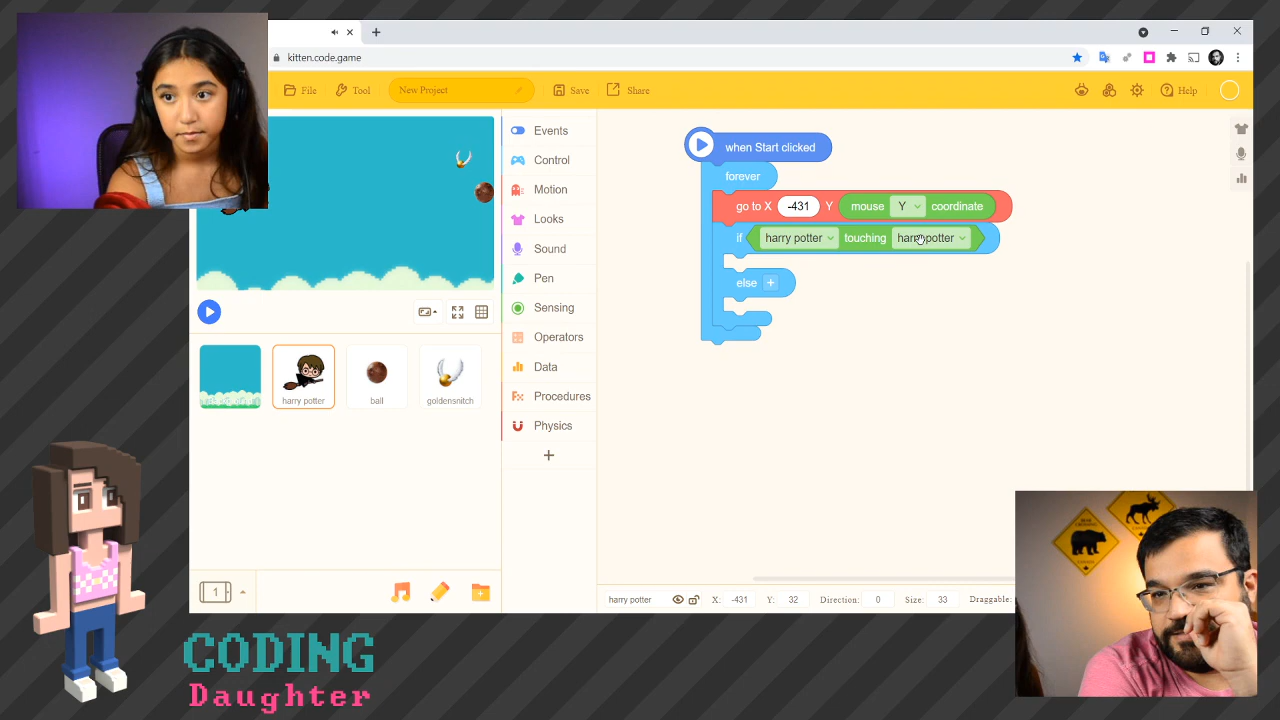 kitten.code.game
File
Tool
New Project
Save
Share
Help
Events
Control
Motion
Looks
Sound
Pen
Sensing
Operators
Data
Procedures
Physics
when Start clicked
forever
go to X -431 Y mouse Y coordinate
if harry potter touching harry potter
else +
harry potter
ball
goldensnitch
1
harry potter X: -431 Y: 32 Direction: 0 Size: 33 Draggable:
BEAR
CROSSING
CODING
Daughter